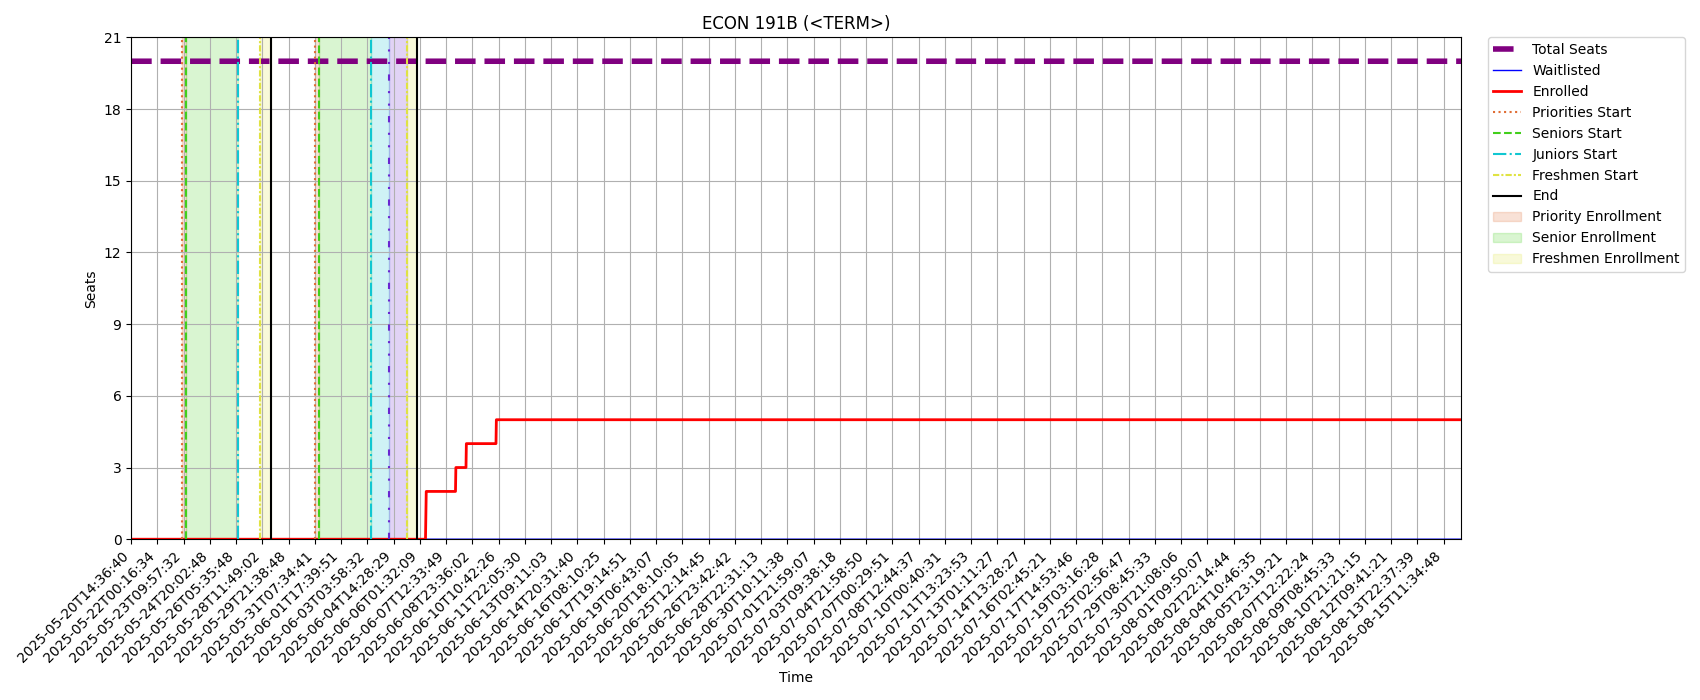 ECON 191B (<TERM>)
Total Seats
Waitlisted
Enrolled
Priorities Start
Seniors Start
Juniors Start
Freshmen Start
End
Priority Enrollment
Senior Enrollment
Freshmen Enrollment
21
18
15
12
9
6
3
0
Seats
2025-05-20T14:36:40
2025-05-22T00:16:34
2025-05-23T09:57:32
2025-05-24T20:02:48
2025-05-26T05:35:48
2025-05-28T11:49:02
2025-05-29T21:38:48
2025-05-31T07:34:41
2025-06-01T17:39:51
2025-06-03T03:58:32
2025-06-04T14:28:29
2025-06-06T01:32:09
2025-06-07T12:33:49
2025-06-08T23:36:02
2025-06-10T10:42:26
2025-06-11T22:05:30
2025-06-13T09:11:03
2025-06-14T20:31:40
2025-06-16T08:10:25
2025-06-17T19:14:51
2025-06-19T06:43:07
2025-06-20T18:10:05
2025-06-25T12:14:45
2025-06-26T23:42:42
2025-06-28T22:31:13
2025-06-30T10:11:38
2025-07-01T21:59:07
2025-07-03T09:38:18
2025-07-04T21:58:50
2025-07-07T00:29:51
2025-07-08T12:44:37
2025-07-10T00:40:31
2025-07-11T13:23:53
2025-07-13T01:11:27
2025-07-14T13:28:27
2025-07-16T02:45:21
2025-07-17T14:53:46
2025-07-19T03:16:28
2025-07-25T02:56:47
2025-07-29T08:45:33
2025-07-30T21:08:06
2025-08-01T09:50:07
2025-08-02T22:14:44
2025-08-04T10:46:35
2025-08-05T23:19:21
2025-08-07T12:22:24
2025-08-09T08:45:33
2025-08-10T21:21:15
2025-08-12T09:41:21
2025-08-13T22:37:39
2025-08-15T11:34:48
Time